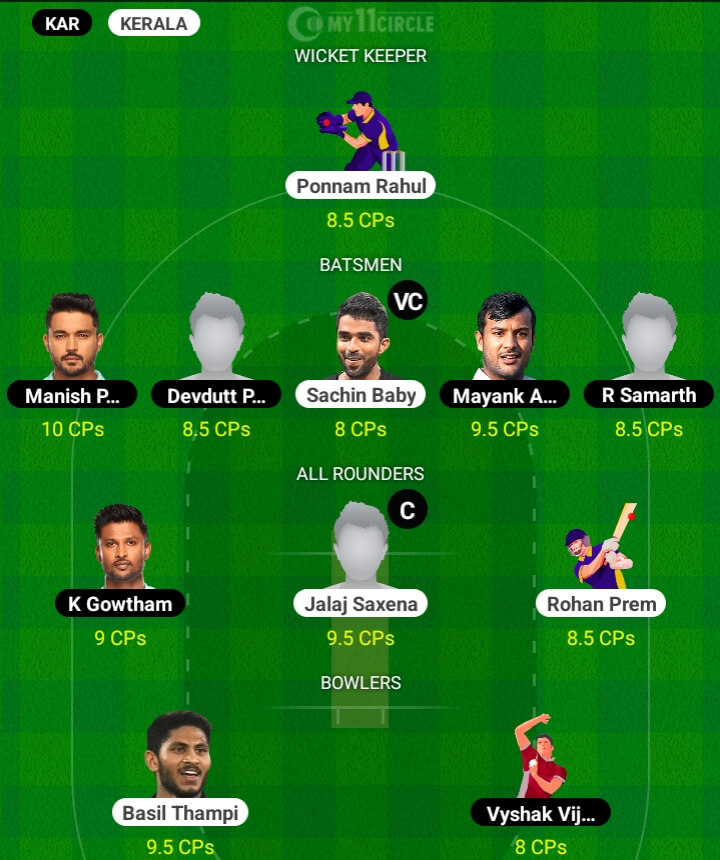 KAR KERALA MY11CIRCLE
WICKET KEEPER
Ponnam Rahul
8.5 CPs
BATSMEN
VC
Manish P... Devdutt P... Sachin Baby Mayank A... R Samarth
10 CPs 8.5 CPs 8 CPs 9.5 CPs 8.5 CPs
ALL ROUNDERS
C
K Gowtham Jalaj Saxena Rohan Prem
9 CPs 9.5 CPs 8.5 CPs
BOWLERS
Basil Thampi Vyshak Vij...
9.5 CPs 8 CPs